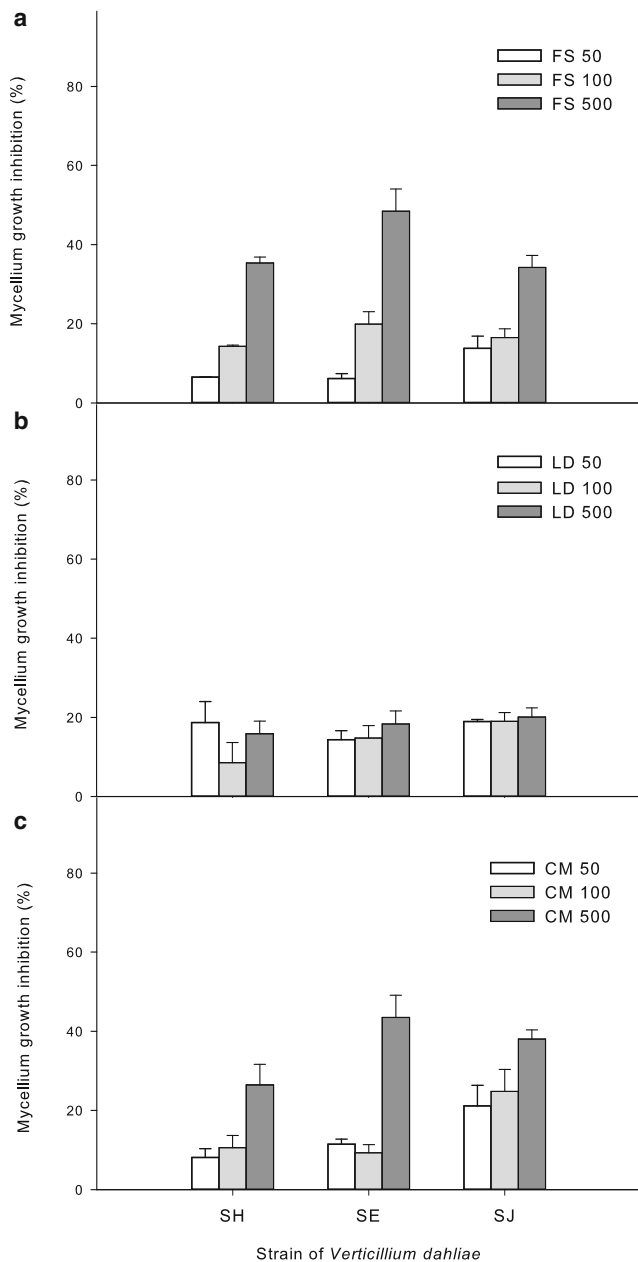 a
Mycellium growth inhibition (%)
80
60
40
20
0
FS 50
FS 100
FS 500
b
Mycellium growth inhibition (%)
80
60
40
20
0
LD 50
LD 100
LD 500
c
Mycellium growth inhibition (%)
80
60
40
20
0
CM 50
CM 100
CM 500
SH SE SJ
Strain of Verticillium dahliae